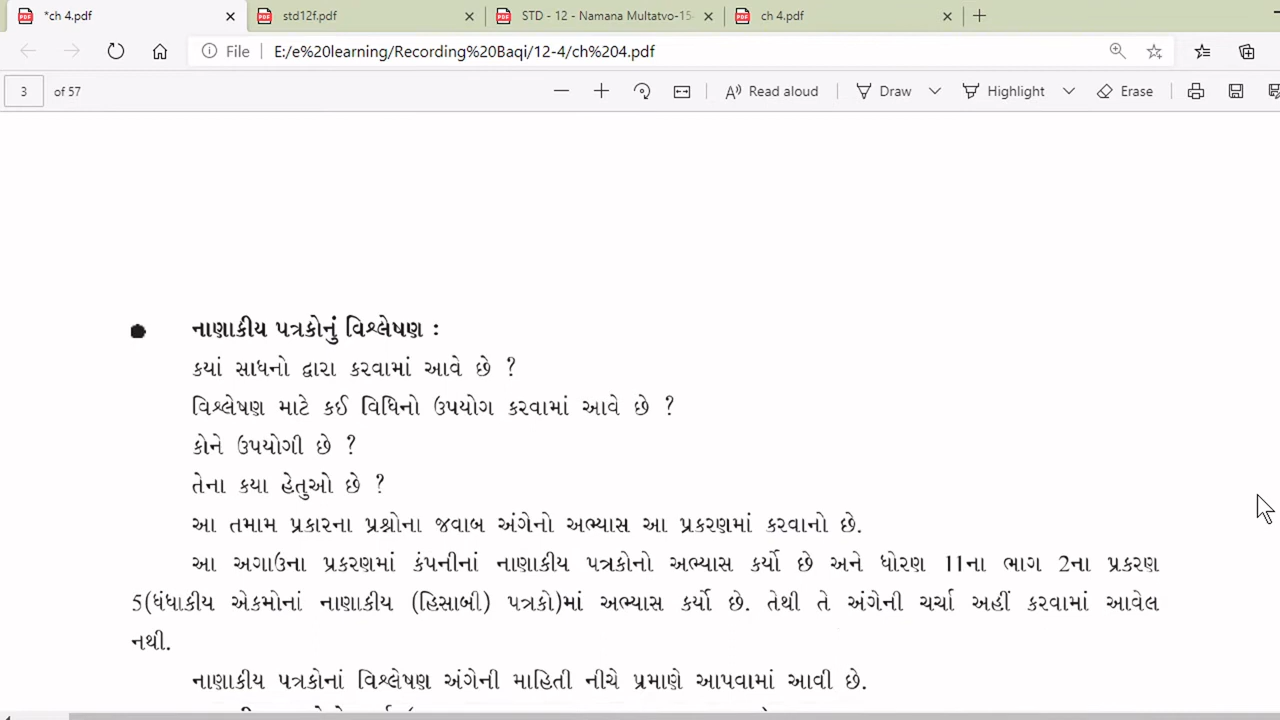 *ch 4.pdf
std12f.pdf
STD - 12 - Namana Multatvo-15-
ch 4.pdf
File
E:/e%20learning/Recording%20Baqi/12-4/ch%204.pdf
3 of 57
Read aloud
Draw
Highlight
Erase
● નાણાકીય પત્રકોનું વિશ્લેષણ :
કયાં સાધનો દ્વારા કરવામાં આવે છે ?
વિશ્લેષણ માટે કઈ વિધિનો ઉપયોગ કરવામાં આવે છે ?
કોને ઉપયોગી છે ?
તેના કયા હેતુઓ છે ?
આ તમામ પ્રકારના પ્રશ્નોના જવાબ અંગેનો અભ્યાસ આ પ્રકરણમાં કરવાનો છે.
આ અગાઉના પ્રકરણમાં કંપનીનાં નાણાકીય પત્રકોનો અભ્યાસ કર્યો છે અને ધોરણ 11ના ભાગ 2ના પ્રકરણ
5(ધંધાકીય એકમોનાં નાણાકીય (હિસાબી) પત્રકો)માં અભ્યાસ કર્યો છે. તેથી તે અંગેની ચર્ચા અહીં કરવામાં આવેલ
નથી.
નાણાકીય પત્રકોનાં વિશ્લેષણ અંગેની માહિતી નીચે પ્રમાણે આપવામાં આવી છે.